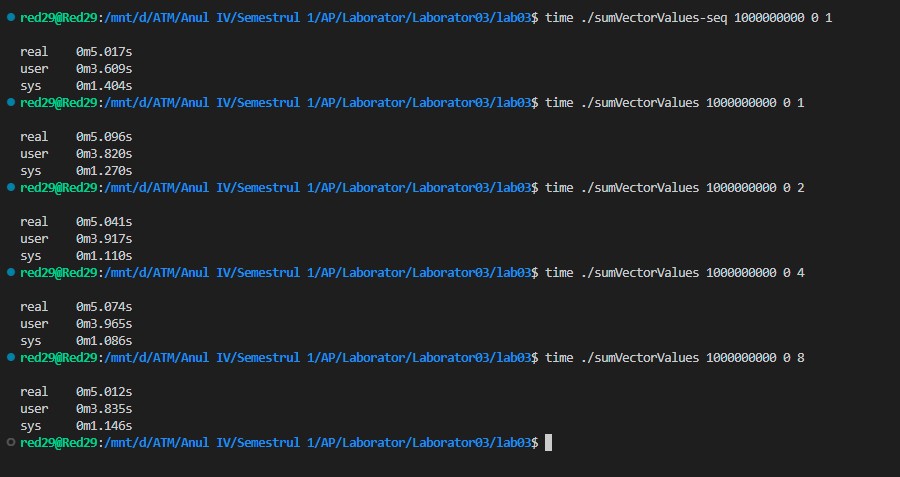 red29@Red29:/mnt/d/ATM/Anul IV/Semestrul 1/AP/Laborator/Laborator03/lab03$ time ./sumVectorValues-seq 1000000000 0 1
real    0m5.017s
user    0m3.609s
sys     0m1.404s
red29@Red29:/mnt/d/ATM/Anul IV/Semestrul 1/AP/Laborator/Laborator03/lab03$ time ./sumVectorValues 1000000000 0 1
real    0m5.096s
user    0m3.820s
sys     0m1.270s
red29@Red29:/mnt/d/ATM/Anul IV/Semestrul 1/AP/Laborator/Laborator03/lab03$ time ./sumVectorValues 1000000000 0 2
real    0m5.041s
user    0m3.917s
sys     0m1.110s
red29@Red29:/mnt/d/ATM/Anul IV/Semestrul 1/AP/Laborator/Laborator03/lab03$ time ./sumVectorValues 1000000000 0 4
real    0m5.074s
user    0m3.965s
sys     0m1.086s
red29@Red29:/mnt/d/ATM/Anul IV/Semestrul 1/AP/Laborator/Laborator03/lab03$ time ./sumVectorValues 1000000000 0 8
real    0m5.012s
user    0m3.835s
sys     0m1.146s
red29@Red29:/mnt/d/ATM/Anul IV/Semestrul 1/AP/Laborator/Laborator03/lab03$